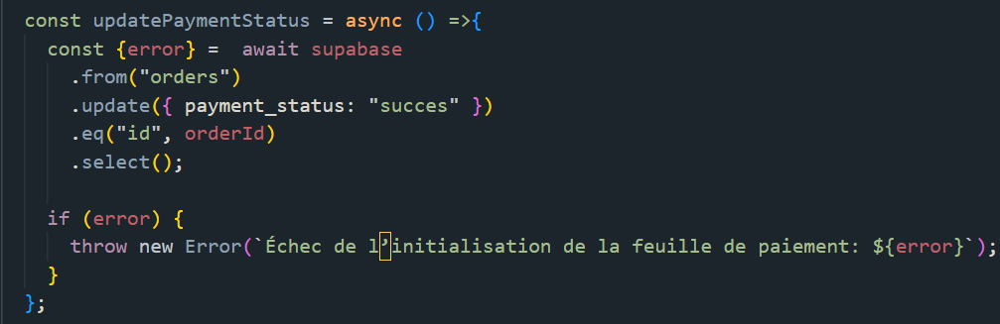 const updatePaymentStatus = async () =>{
const {error} =  await supabase
.from("orders")
.update({ payment_status: "succes" })
.eq("id", orderId)
.select();
if (error) {
throw new Error(`Échec de l’initialisation de la feuille de paiement: ${error}`);
}
};